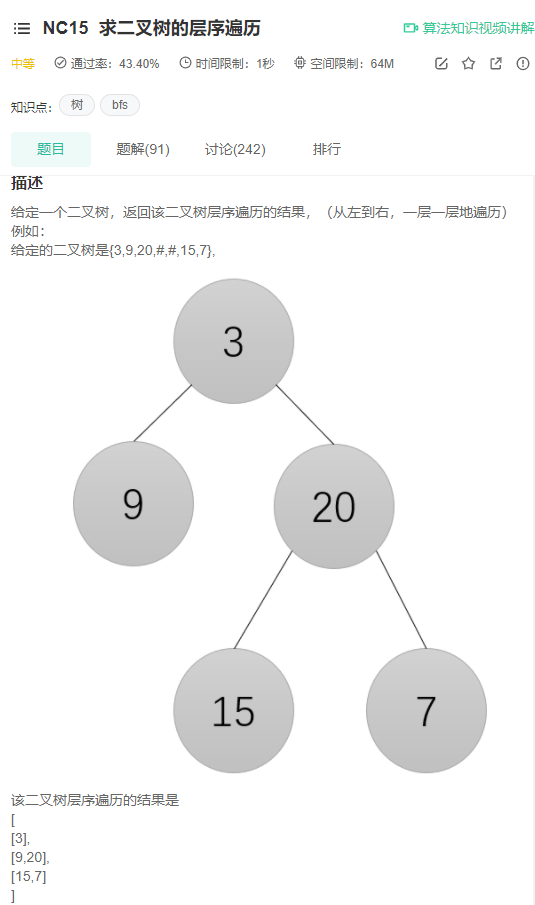 NC15 求二叉树的层序遍历 算法知识视频讲解
中等 通过率：43.40% 时间限制：1秒 空间限制：64M
知识点： 树 bfs
题目 题解(91) 讨论(242) 排行
描述
给定一个二叉树，返回该二叉树层序遍历的结果，（从左到右，一层一层地遍历）
例如：
给定的二叉树是{3,9,20,#,#,15,7},
3
9 20
15 7
该二叉树层序遍历的结果是
[
[3],
[9,20],
[15,7]
]